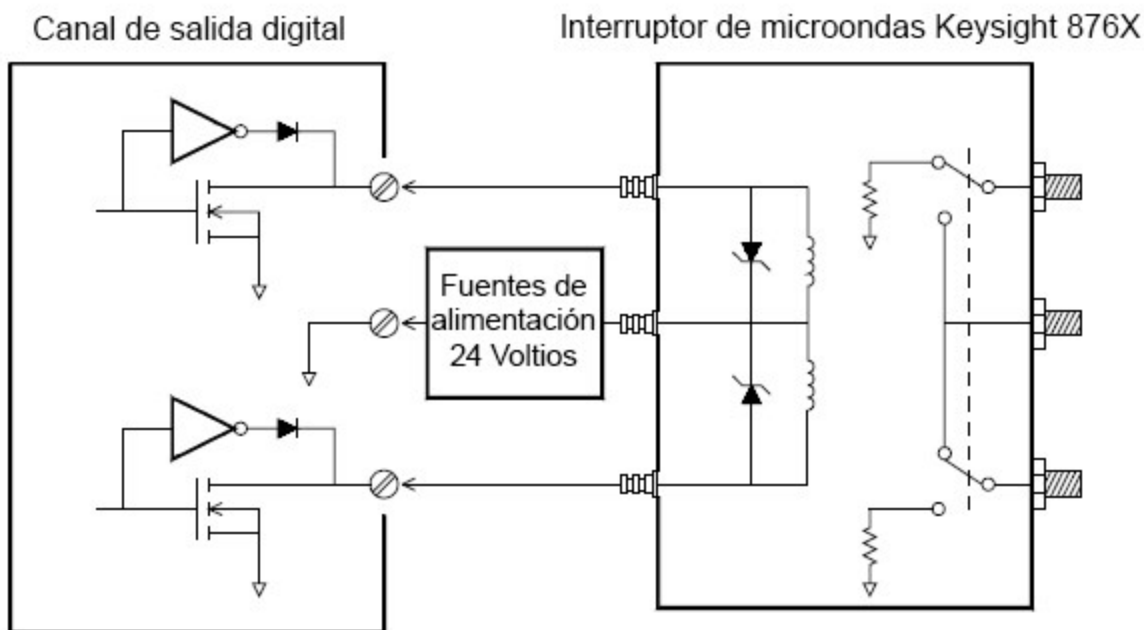 Canal de salida digital
Interruptor de microondas Keysight 876X
Fuentes de
alimentación
24 Voltios